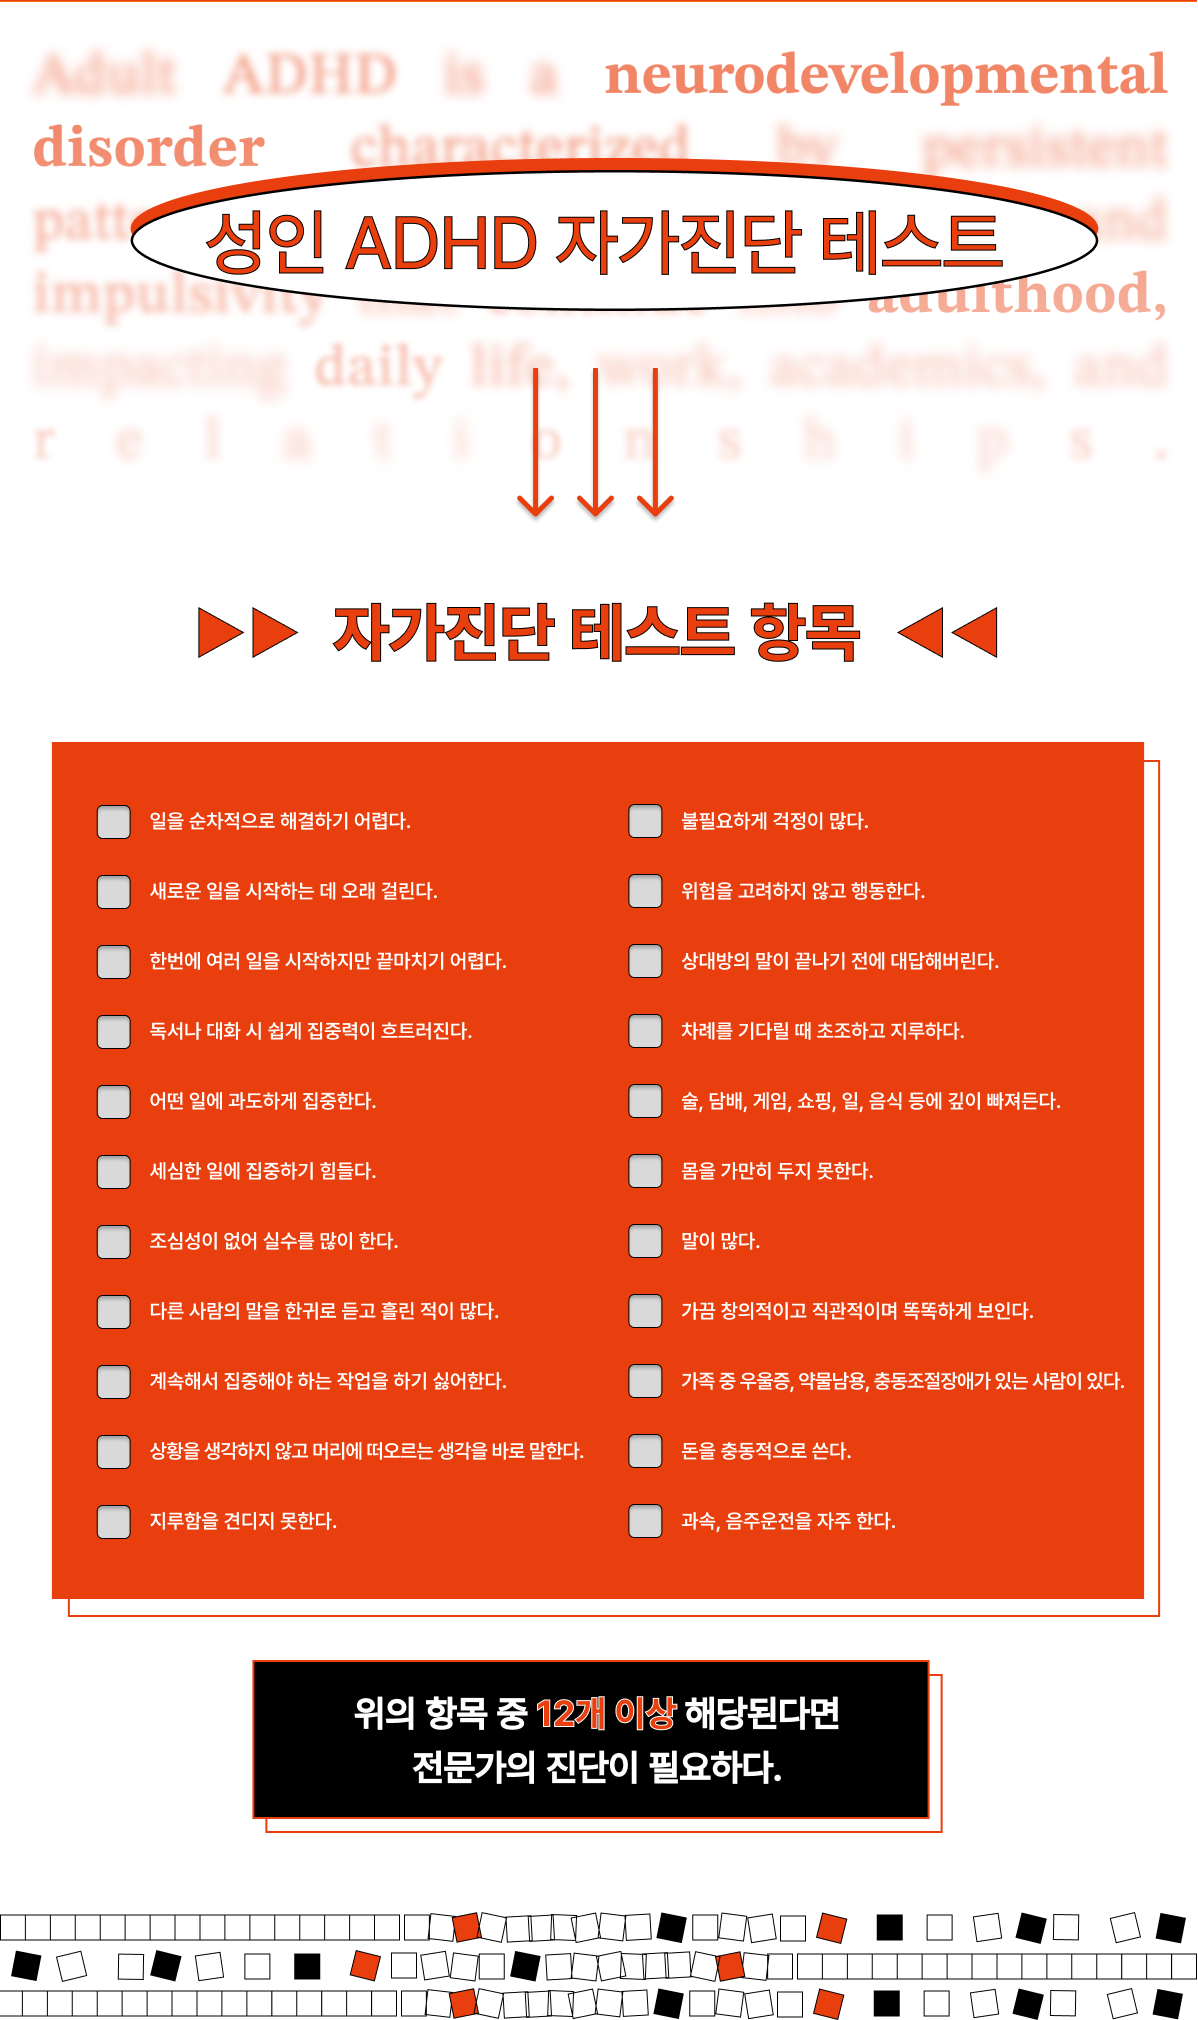 Adult ADHD is a neurodevelopmental
disorder characterized by persistent
성인 ADHD 자가진단 테스트
impulsivity adulthood,
impacting daily life, work, academics, and
relationships.
자가진단 테스트 항목
일을 순차적으로 해결하기 어렵다.
새로운 일을 시작하는 데 오래 걸린다.
한번에 여러 일을 시작하지만 끝마치기 어렵다.
독서나 대화 시 쉽게 집중력이 흐트러진다.
어떤 일에 과도하게 집중한다.
세심한 일에 집중하기 힘들다.
조심성이 없어 실수를 많이 한다.
다른 사람의 말을 한귀로 듣고 흘린 적이 많다.
계속해서 집중해야 하는 작업을 하기 싫어한다.
상황을 생각하지 않고 머리에 떠오르는 생각을 바로 말한다.
지루함을 견디지 못한다.
불필요하게 걱정이 많다.
위험을 고려하지 않고 행동한다.
상대방의 말이 끝나기 전에 대답해버린다.
차례를 기다릴 때 초조하고 지루하다.
술, 담배, 게임, 쇼핑, 일, 음식 등에 깊이 빠져든다.
몸을 가만히 두지 못한다.
말이 많다.
가끔 창의적이고 직관적이며 똑똑하게 보인다.
가족 중 우울증, 약물남용, 충동조절장애가 있는 사람이 있다.
돈을 충동적으로 쓴다.
과속, 음주운전을 자주 한다.
위의 항목 중 12개 이상 해당된다면
전문가의 진단이 필요하다.